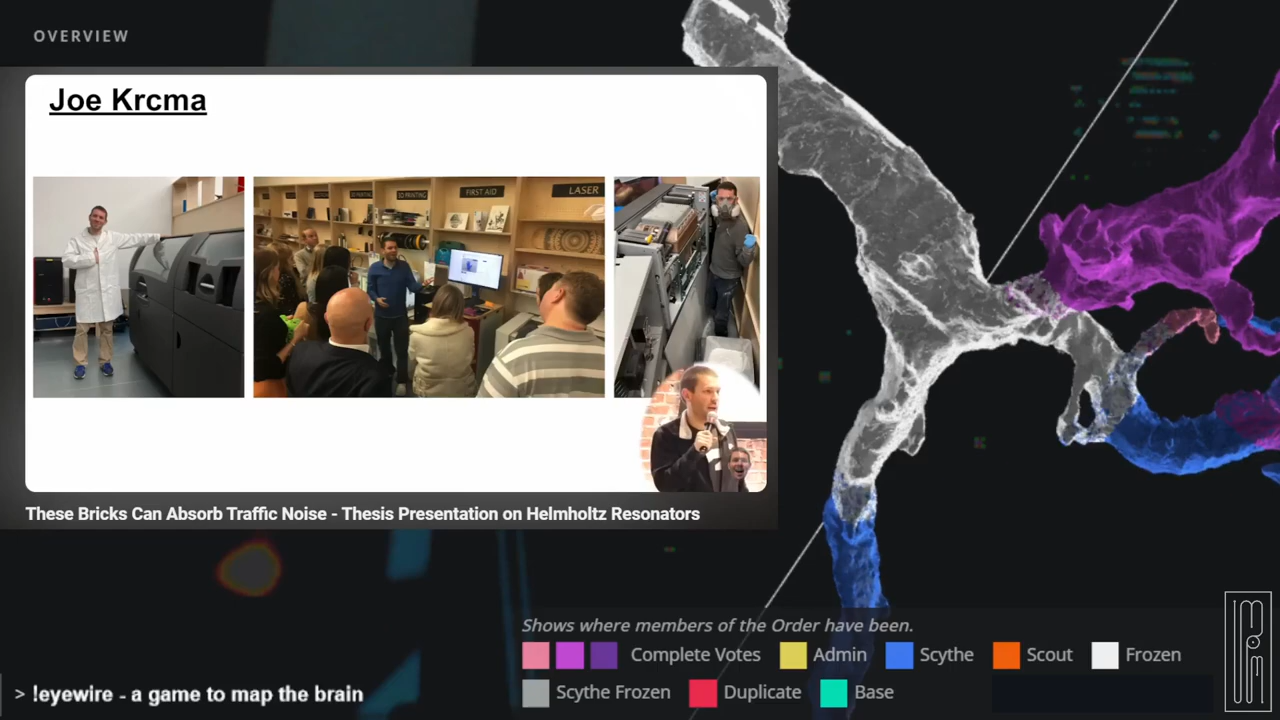 OVERVIEW
Joe Krcma
3D PRINTING
FIRST AID
LASER
These Bricks Can Absorb Traffic Noise - Thesis Presentation on Helmholtz Resonators
Shows where members of the Order have been.
Complete Votes Admin Scythe Scout Frozen
Scythe Frozen Duplicate Base
> !eyewire - a game to map the brain